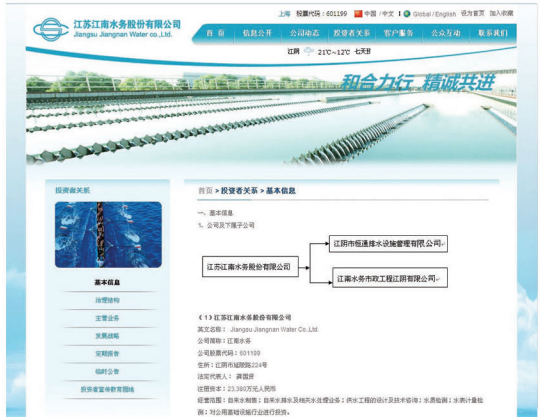 江苏江南水务股份有限公司
Jiangsu Jiangnan Water co.,Ltd.
上海 股票代码：601199 中国 / 中文 Global / English 设为首页 加入收藏
首 页 信息公开 公司动态 投资者关系 客户服务 公众互动 联系我们
江阴 21℃~12℃ 七天
和合力行 精诚共进
投资者关系
首页 > 投资者关系 > 基本信息
一、基本信息
1、公司及下属子公司
江阴市恒通排水设施管理有限公司
江苏江南水务股份有限公司
江南水务市政工程江阴有限公司
基本信息
治理结构
主营业务
发展战略
定期报告
临时公告
投资者宣传教育园地
（1）江苏江南水务股份有限公司
英文名称： Jiangsu Jiangnan Water Co.,Ltd.
公司简称：江南水务
公司股票代码：601199
住所：江阴市延陵路224号
法定代表人： 龚国贤
注册资本：23,380万元人民币
经营范围：自来水制售；自来水排水及相关水处理业务；供水工程的设计及技术咨询；水质检测；水表计量检
测；对公用基础设施行业进行投资。